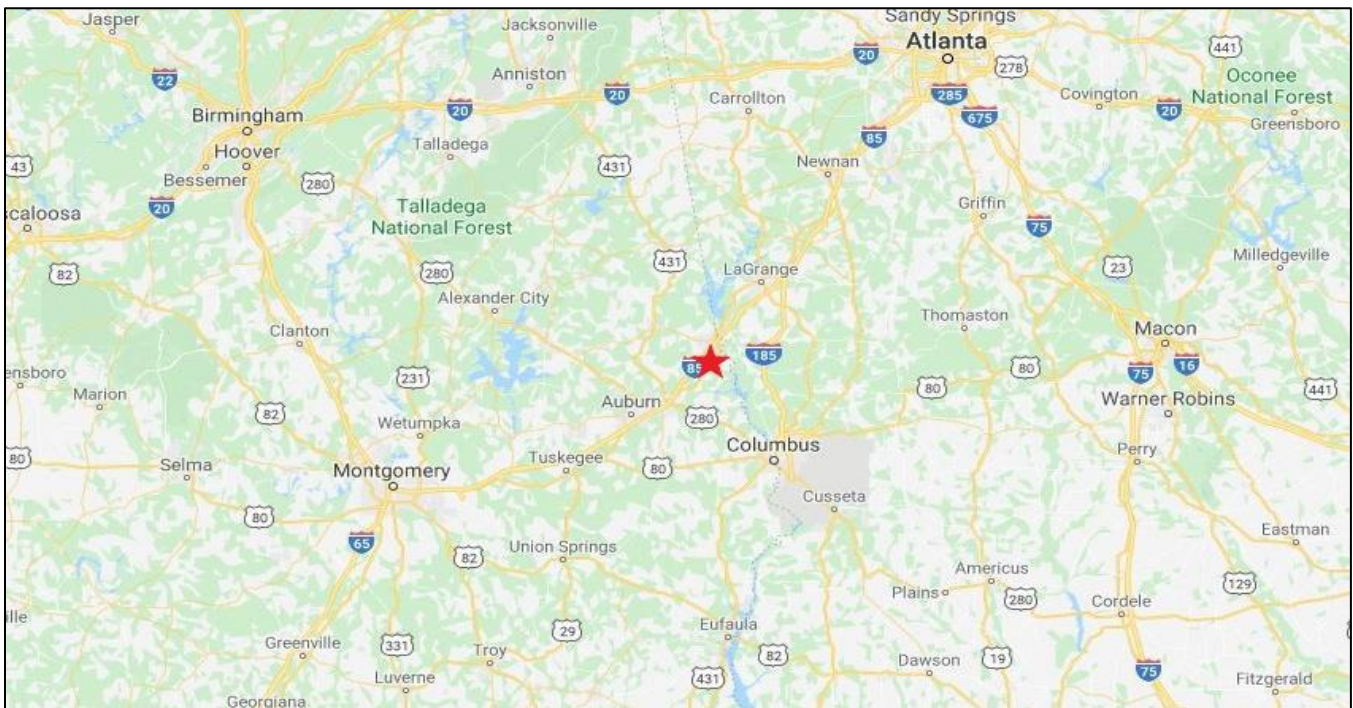 Jasper
Jacksonville
Sandy Springs
Atlanta
441
20
278
22
Anniston
20
Oconee
National Forest
20
285
Covington
20
Carrollton
Birmingham
675
Greensboro
85
Hoover
Talladega
Newnan
43
431
Bessemer
280
20
Talladega
National Forest
Griffin
scaloosa
75
431
LaGrange
23
Milledgeville
82
280
Alexander City
Thomaston
Clanton
Macon
85
185
80
75
16
ensboro
231
80
441
Marion
Auburn
Warner Robins
82
280
Wetumpka
Columbus
80
Selma
Montgomery
Tuskegee
80
Perry
Cusseta
80
Eastman
65
82
Union Springs
Americus
129
Plains
280
Cordele
ille
Eufaula
29
Greenville
331
Troy
82
19
Dawson
75
Luverne
431
Fitzgerald
Georgiana